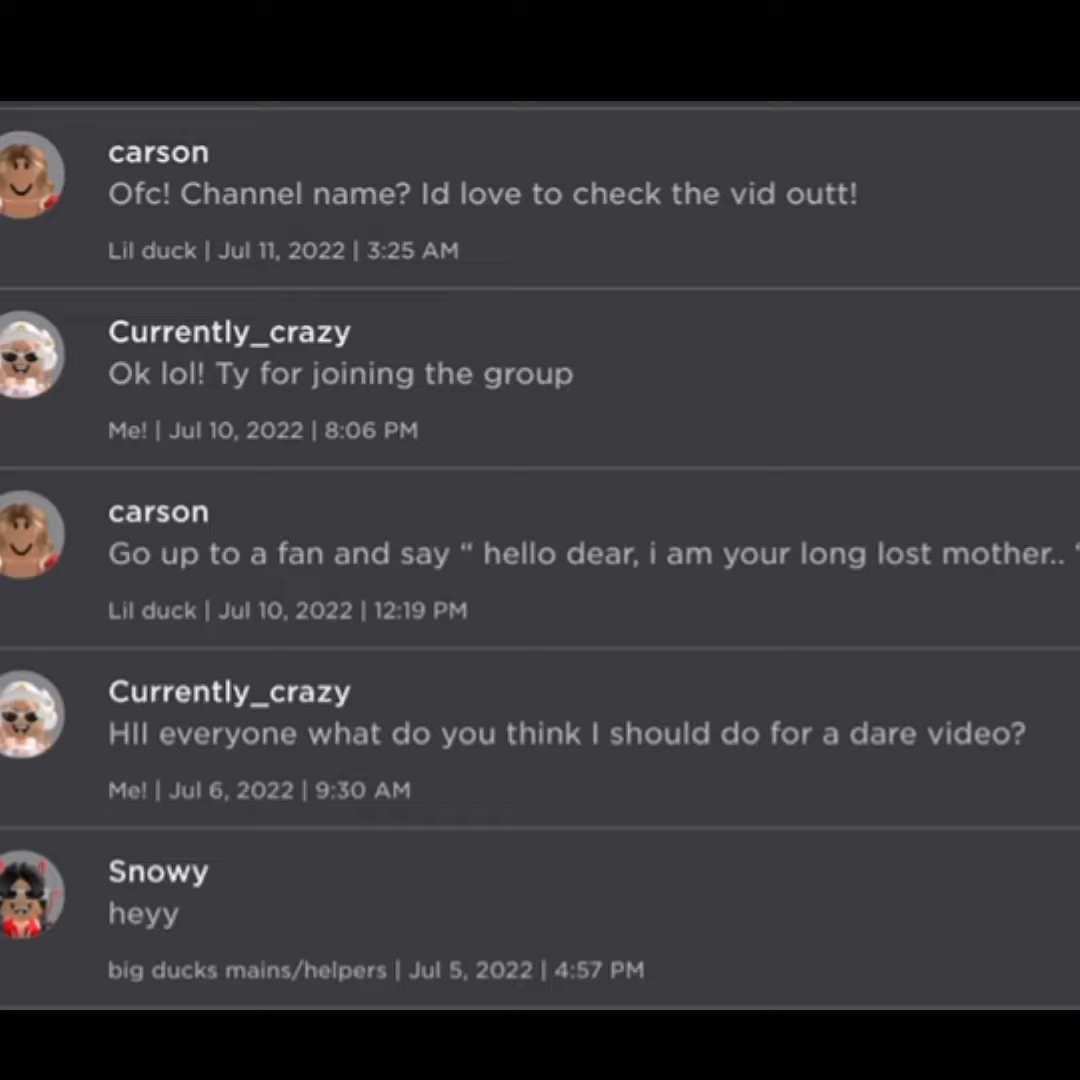 carson
Ofc! Channel name? Id love to check the vid outt!
Lil duck | Jul 11, 2022 | 3:25 AM
Currently_crazy
Ok lol! Ty for joining the group
Me! | Jul 10, 2022 | 8:06 PM
carson
Go up to a fan and say “ hello dear, i am your long lost mother.. “
Lil duck | Jul 10, 2022 | 12:19 PM
Currently_crazy
HII everyone what do you think I should do for a dare video?
Me! | Jul 6, 2022 | 9:30 AM
Snowy
heyy
big ducks mains/helpers | Jul 5, 2022 | 4:57 PM